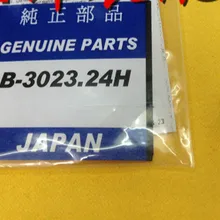 純正部品
GENUINE PARTS
B-3023.24H
JAPAN